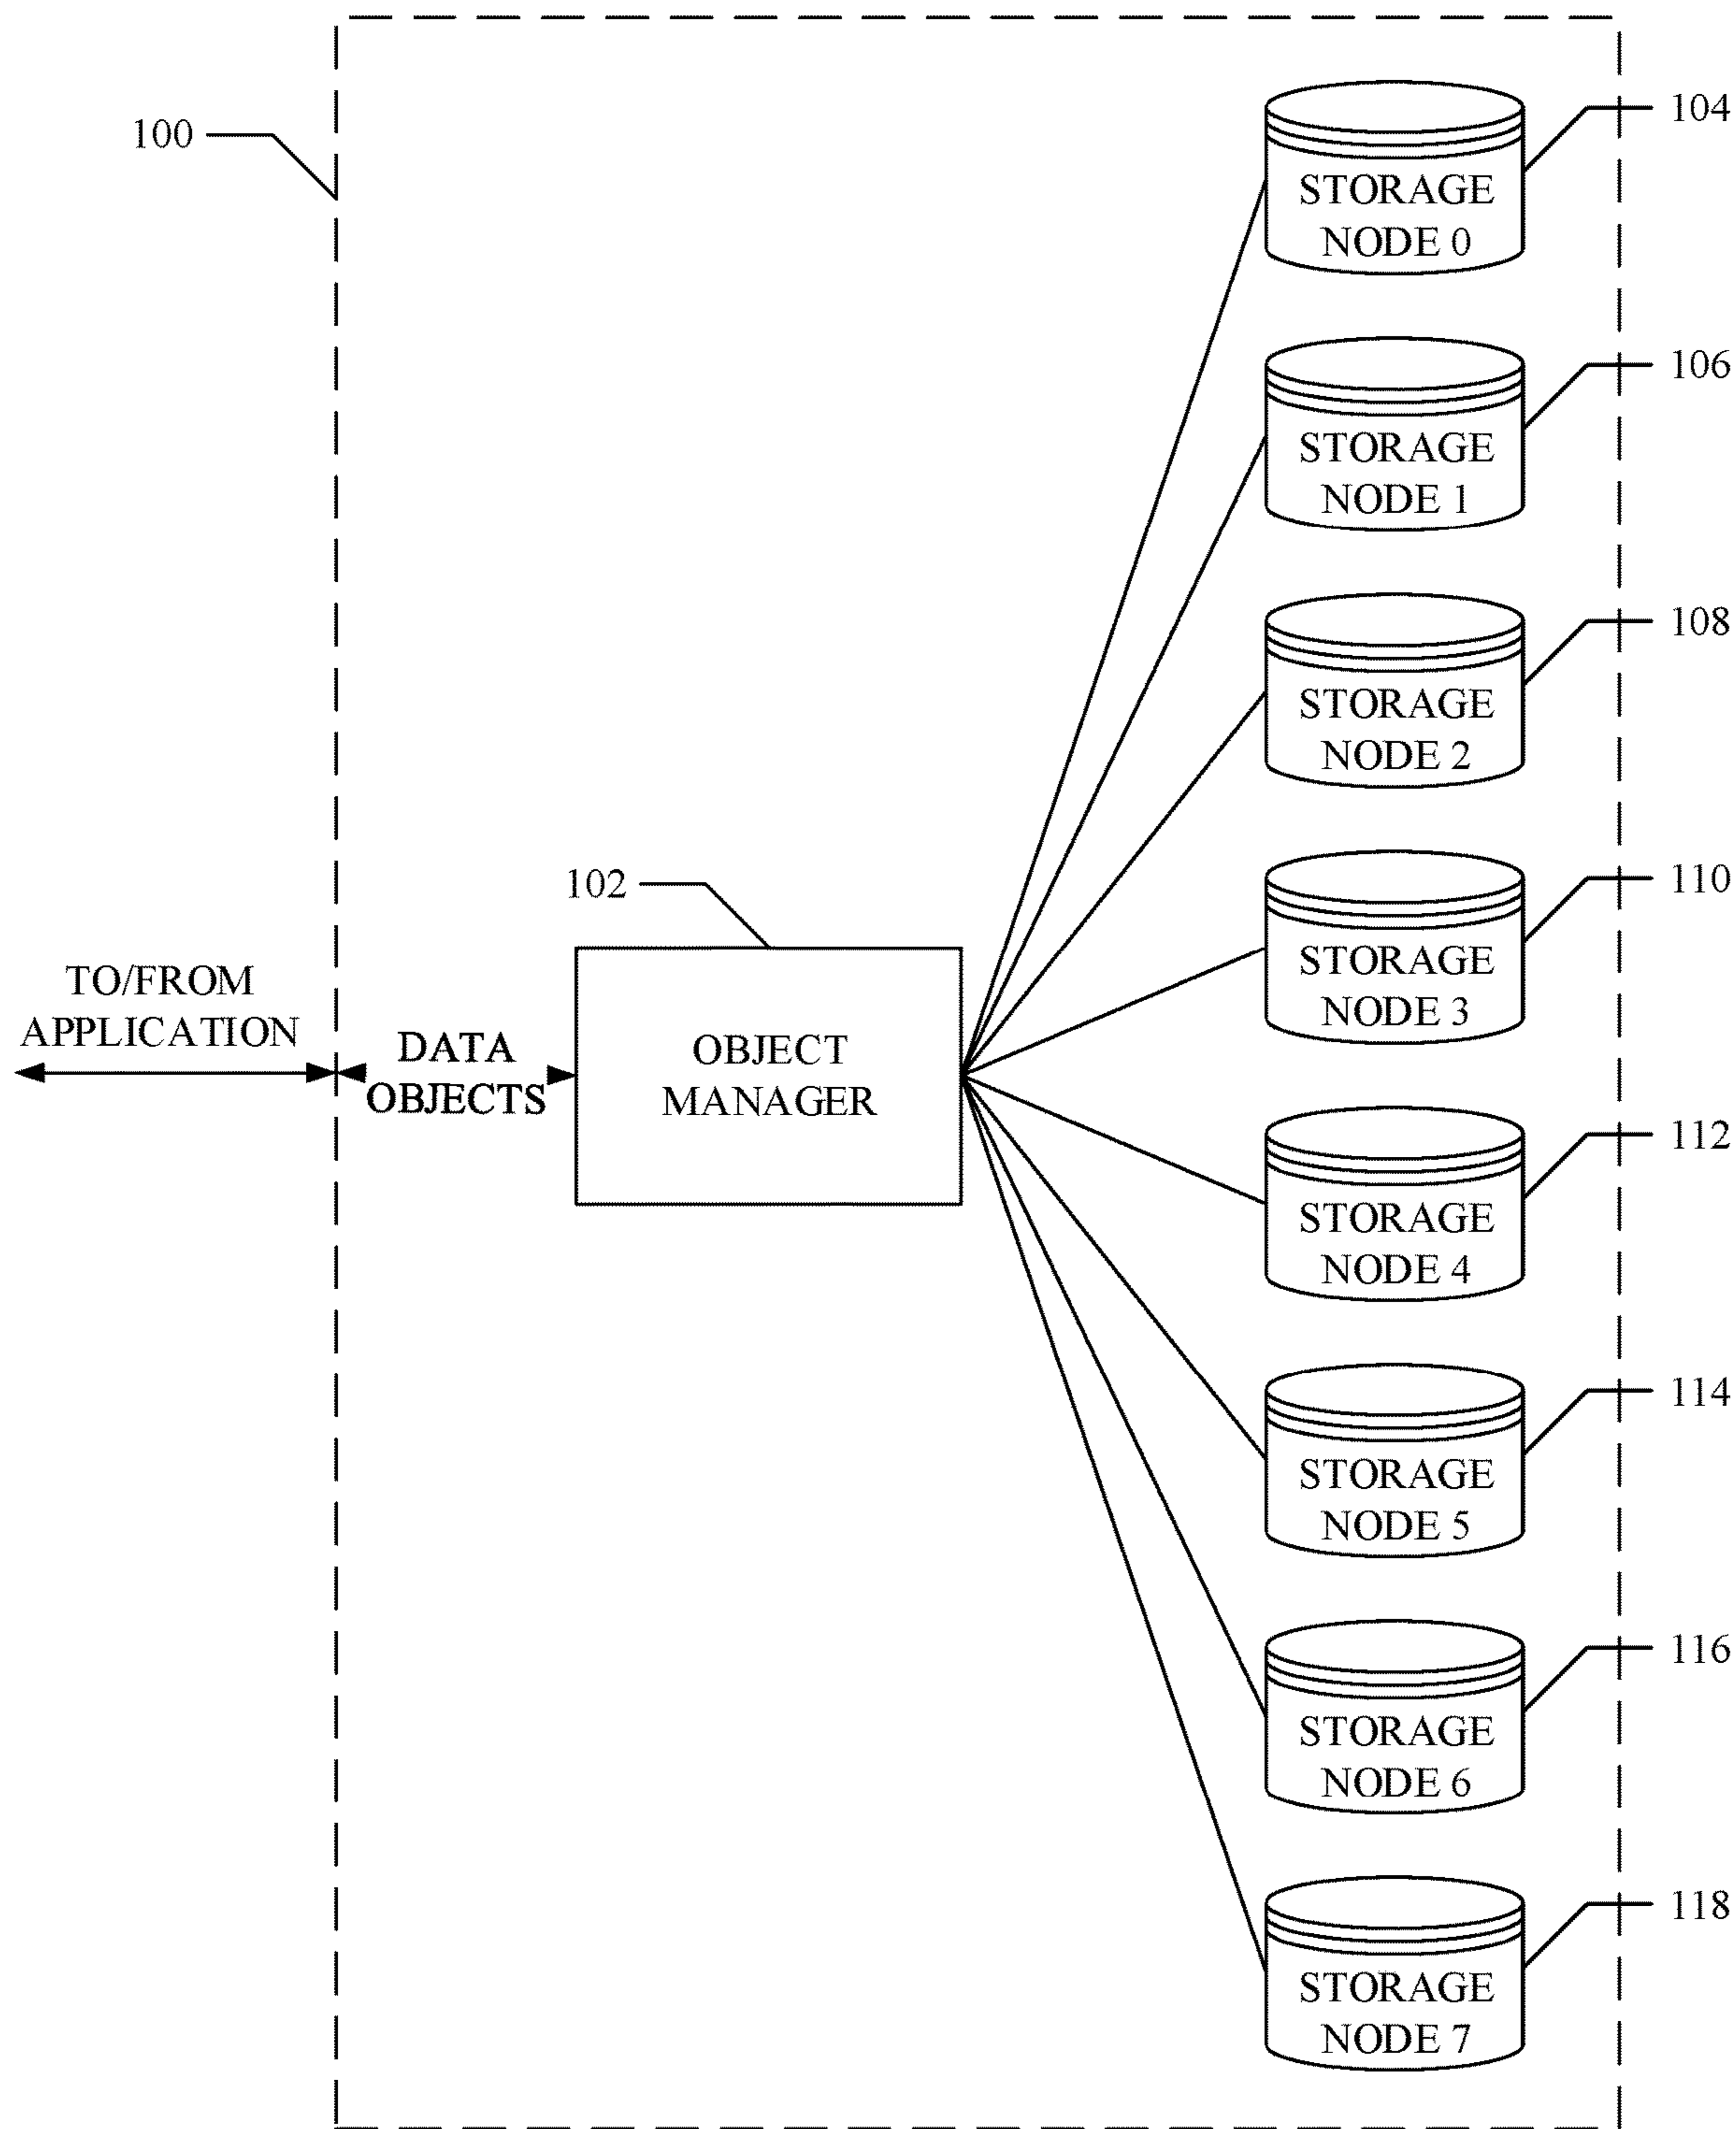 104
100
STORAGE
NODE 0
106
STORAGE
NODE 1
108
STORAGE
NODE 2
102
110
STORAGE
NODE 3
TO/FROM
APPLICATION
DATA
OBJECTS
OBJECT
MANAGER
112
STORAGE
NODE 4
114
STORAGE
NODE 5
116
STORAGE
NODE 6
118
STORAGE
NODE 7